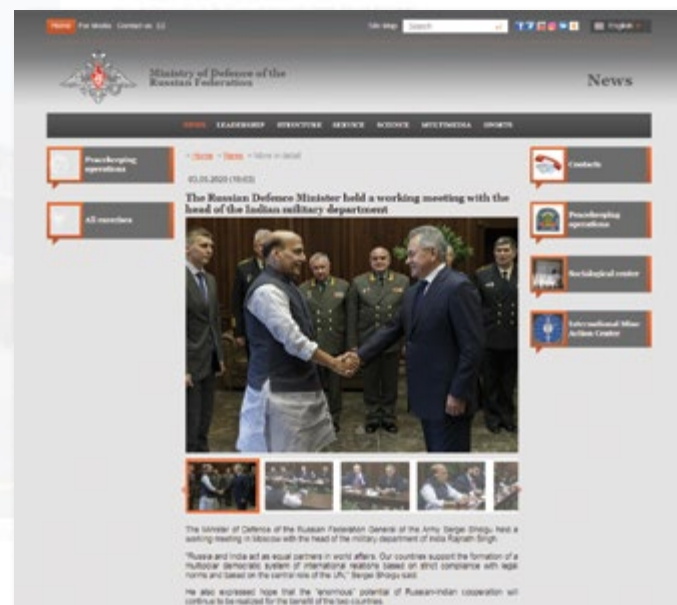 Home For Media Contact us
Site Map Search English
Ministry of Defence of the
Russian Federation
News
NEWS LEADERSHIP STRUCTURE SERVICE SCIENCE MULTIMEDIA SPORTS
Peacekeeping
operations
All exercises
» Home » News » More in detail
The Russian Defence Minister held a working meeting with the
head of the Indian military department
Contacts
Peacekeeping
operations
Sociological center
International Mine
Action Center
The Minister of Defence of the Russian Federation General of the Army Sergei Shoigu held a
working meeting in Moscow with the head of the military department of India Rajnath Singh.
"Russia and India act as equal partners in world affairs. Our countries support the formation of a
multipolar democratic system of international relations based on strict compliance with legal
norms and based on the central role of the UN," Sergei Shoigu said.
He also expressed hope that the "enormous" potential of Russian-Indian cooperation will
continue to be realized for the benefit of the two countries.